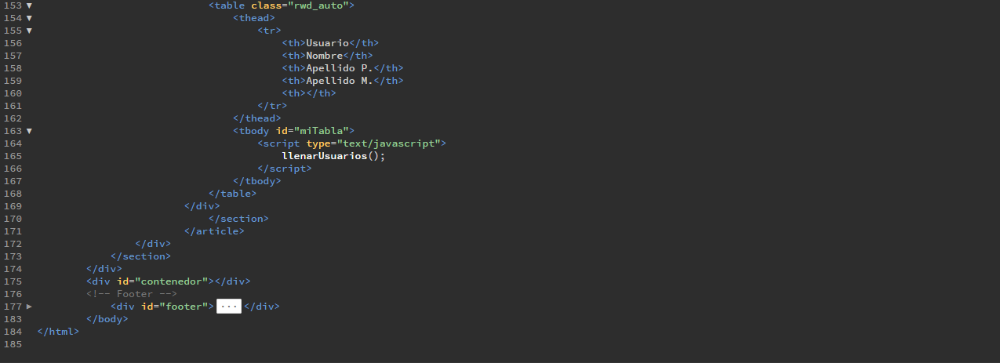 153 ▼ <table class="rwd_auto">
154 ▼ <thead>
155 ▼ <tr>
156 <th>Usuario</th>
157 <th>Nombre</th>
158 <th>Apellido P.</th>
159 <th>Apellido M.</th>
160 <th></th>
161 </tr>
162 </thead>
163 ▼ <tbody id="miTabla">
164 <script type="text/javascript">
165 llenarUsuarios();
166 </script>
167 </tbody>
168 </table>
169 </div>
170 </section>
171 </article>
172 </div>
173 </section>
174 </div>
175 <div id="contenedor"></div>
176 <!-- Footer -->
177 ▶ <div id="footer">...</div>
183 </body>
184 </html>
185